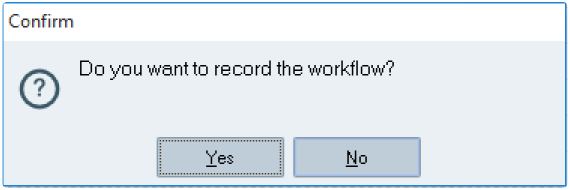 Confirm
Do you want to record the workflow?
?
Yes
No